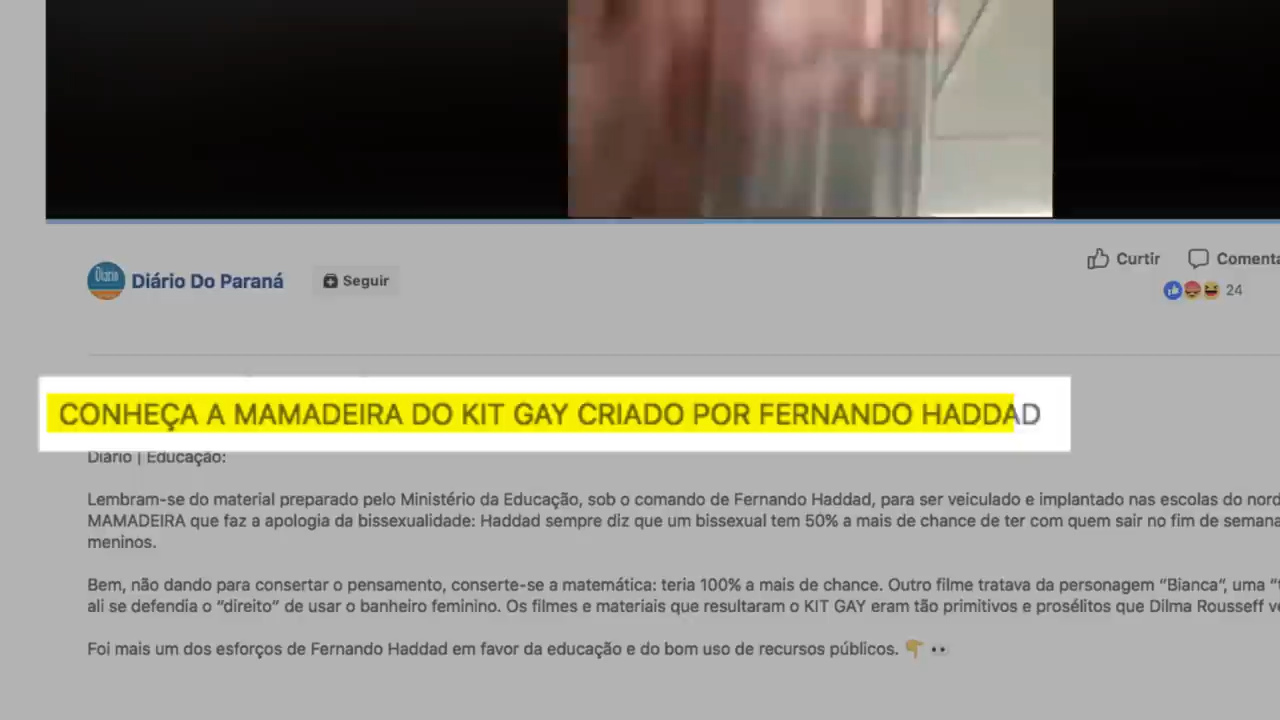 Diário
Diário Do Paraná
Seguir
Curtir
24
CONHEÇA A MAMADEIRA DO KIT GAY CRIADO POR FERNANDO HADDAD
Diário | Educação:
Lembram-se do material preparado pelo Ministério da Educação, sob o comando de Fernando Haddad, para ser veiculado e implantado nas escolas do
MAMADEIRA que faz a apologia da bissexualidade: Haddad sempre diz que um bissexual tem 50% a mais de chance de ter com quem sair no fim de semana
meninos.
Bem, não dando para consertar o pensamento, conserte-se a matemática: teria 100% a mais de chance. Outro filme tratava da personagem “Bianca”, uma
ali se defendia o “direito” de usar o banheiro feminino. Os filmes e materiais que resultaram o KIT GAY eram tão primitivos e prosélitos que Dilma Rousseff
Foi mais um dos esforços de Fernando Haddad em favor da educação e do bom uso de recursos públicos. 👇 👀